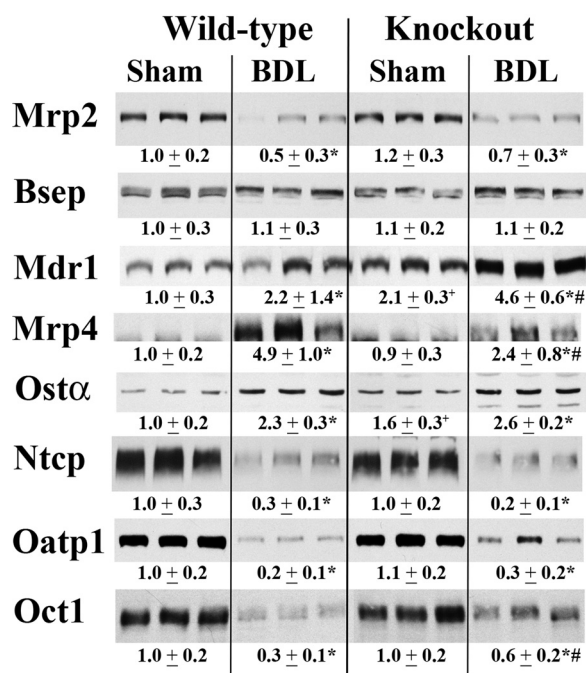 Wild-type Knockout
Sham BDL Sham BDL
Mrp2
1.0 ± 0.2 0.5 ± 0.3* 1.2 ± 0.3 0.7 ± 0.3*
Bsep
1.0 ± 0.3 1.1 ± 0.3 1.1 ± 0.2 1.1 ± 0.2
Mdr1
1.0 ± 0.3 2.2 ± 1.4* 2.1 ± 0.3⁺ 4.6 ± 0.6*#
Mrp4
1.0 ± 0.2 4.9 ± 1.0* 0.9 ± 0.3 2.4 ± 0.8*#
Ostα
1.0 ± 0.2 2.3 ± 0.3* 1.6 ± 0.3⁺ 2.6 ± 0.2*
Ntcp
1.0 ± 0.3 0.3 ± 0.1* 1.0 ± 0.2 0.2 ± 0.1*
Oatp1
1.0 ± 0.2 0.2 ± 0.1* 1.1 ± 0.2 0.3 ± 0.2*
Oct1
1.0 ± 0.2 0.3 ± 0.1* 1.0 ± 0.2 0.6 ± 0.2*#